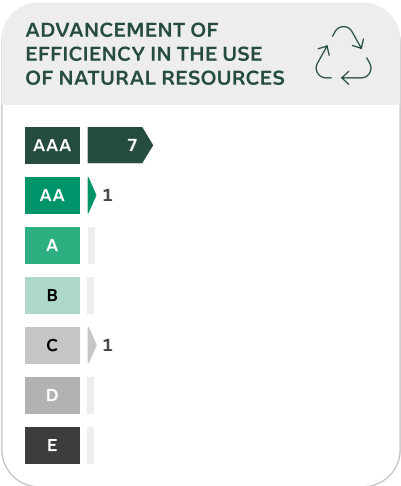 ADVANCEMENT OF
EFFICIENCY IN THE USE
OF NATURAL RESOURCES
AAA 7
AA 1
A
B
C 1
D
E